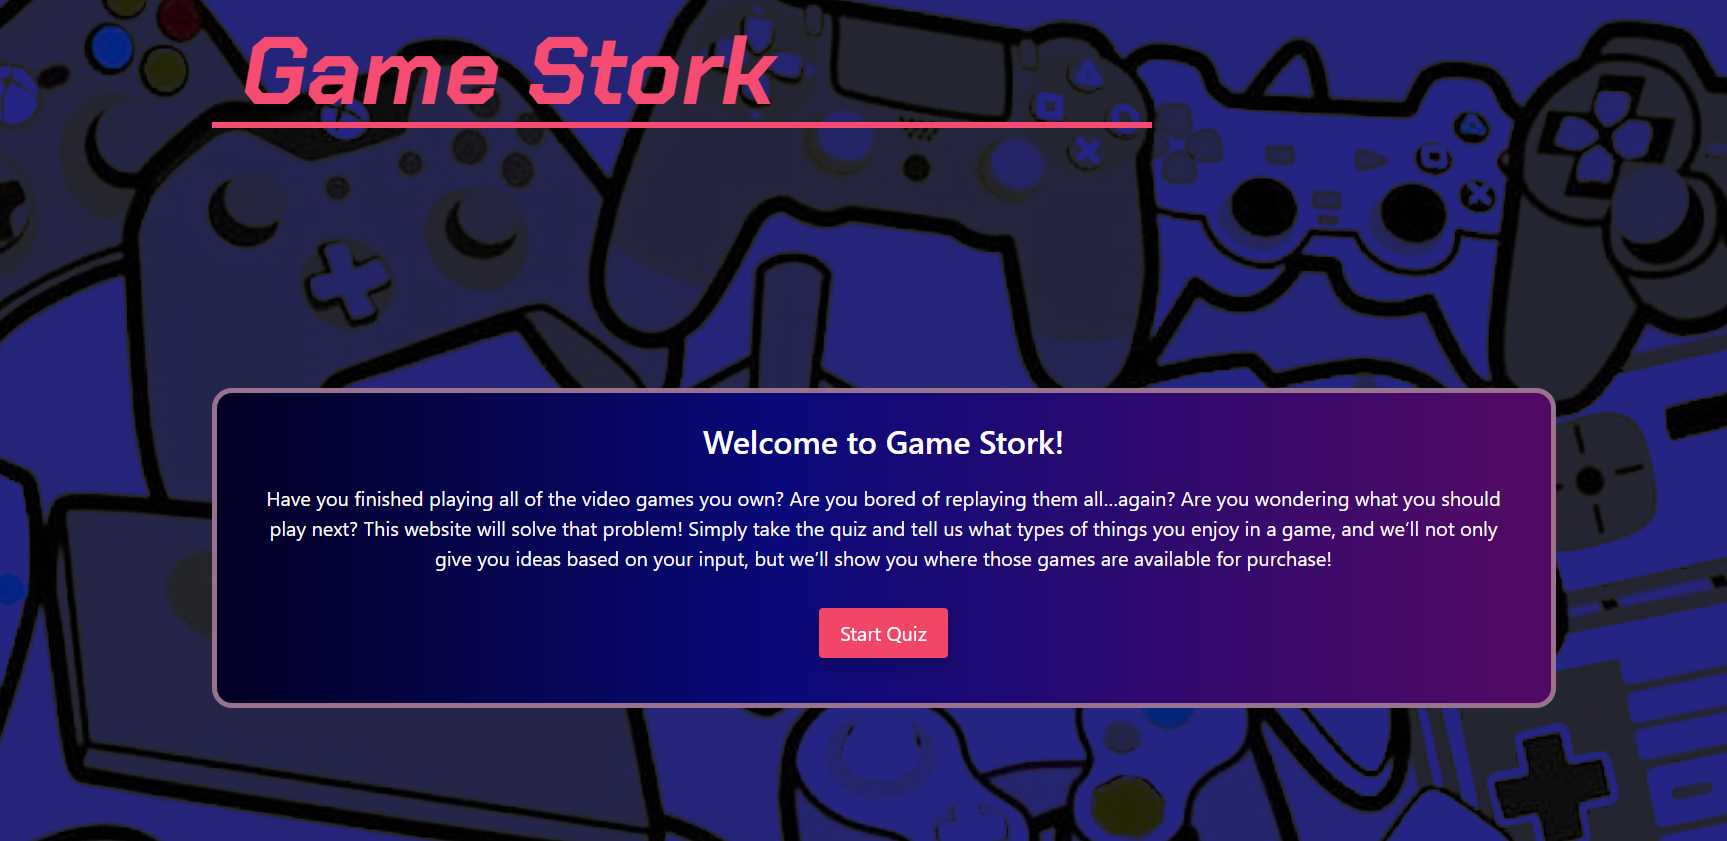 Game Stork
Welcome to Game Stork!
Have you finished playing all of the video games you own? Are you bored of replaying them all...again? Are you wondering what you should
play next? This website will solve that problem! Simply take the quiz and tell us what types of things you enjoy in a game, and we’ll not only
give you ideas based on your input, but we’ll show you where those games are available for purchase!
Start Quiz